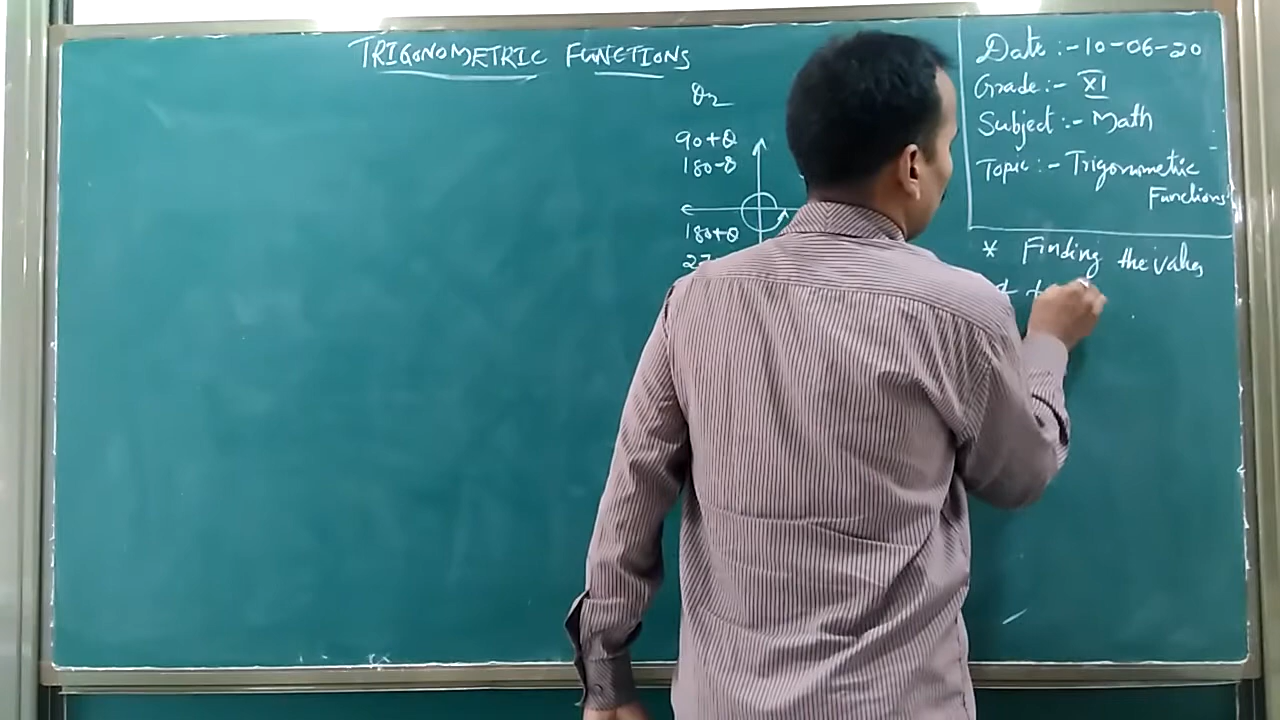 TRIGONOMETRIC FUNCTIONS
Date :- 10-06-20
Grade :- XI
Subject :- Math
Topic :- Trigonometric
Functions
90+θ
180-θ
180+θ
27
* Finding the values